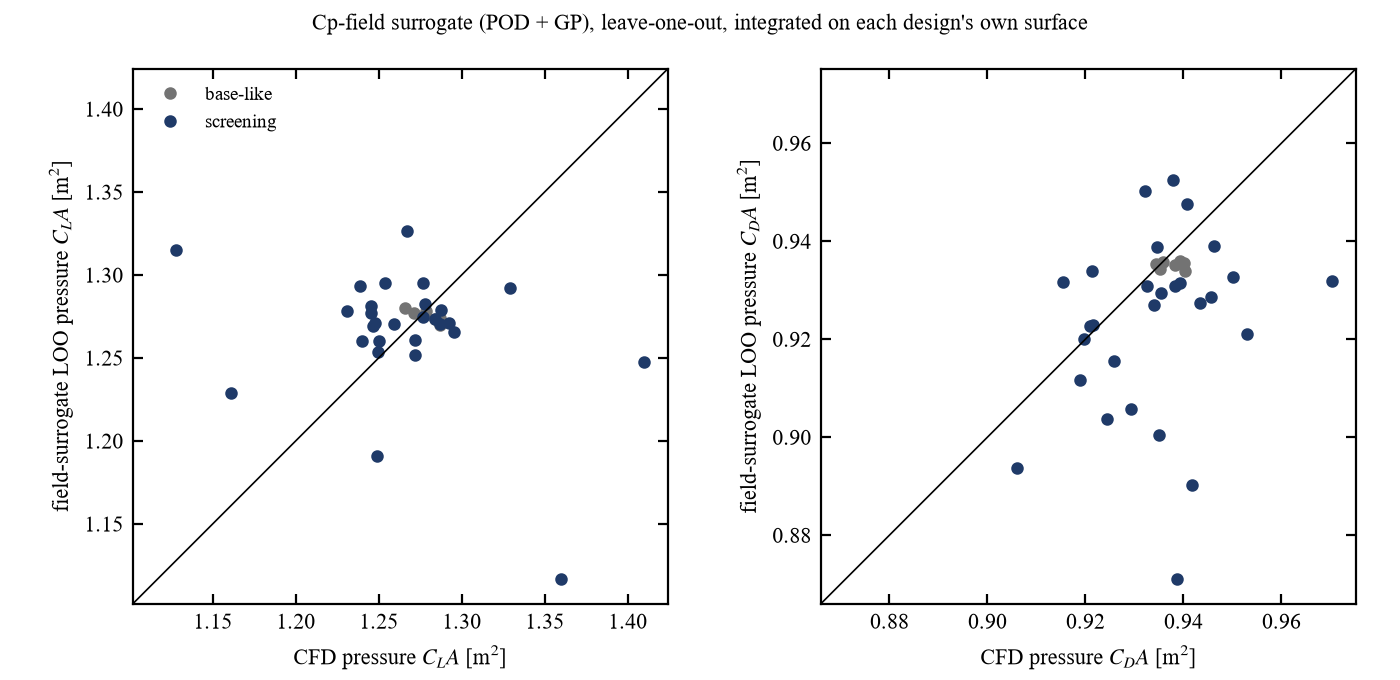 Cp-field surrogate (POD + GP), leave-one-out, integrated on each design's own surface
base-like
screening
field-surrogate LOO pressure C_LA [m²]
1.40
1.35
1.30
1.25
1.20
1.15
1.15 1.20 1.25 1.30 1.35 1.40
CFD pressure C_LA [m²]
field-surrogate LOO pressure C_DA [m²]
0.96
0.94
0.92
0.90
0.88
0.88 0.90 0.92 0.94 0.96
CFD pressure C_DA [m²]